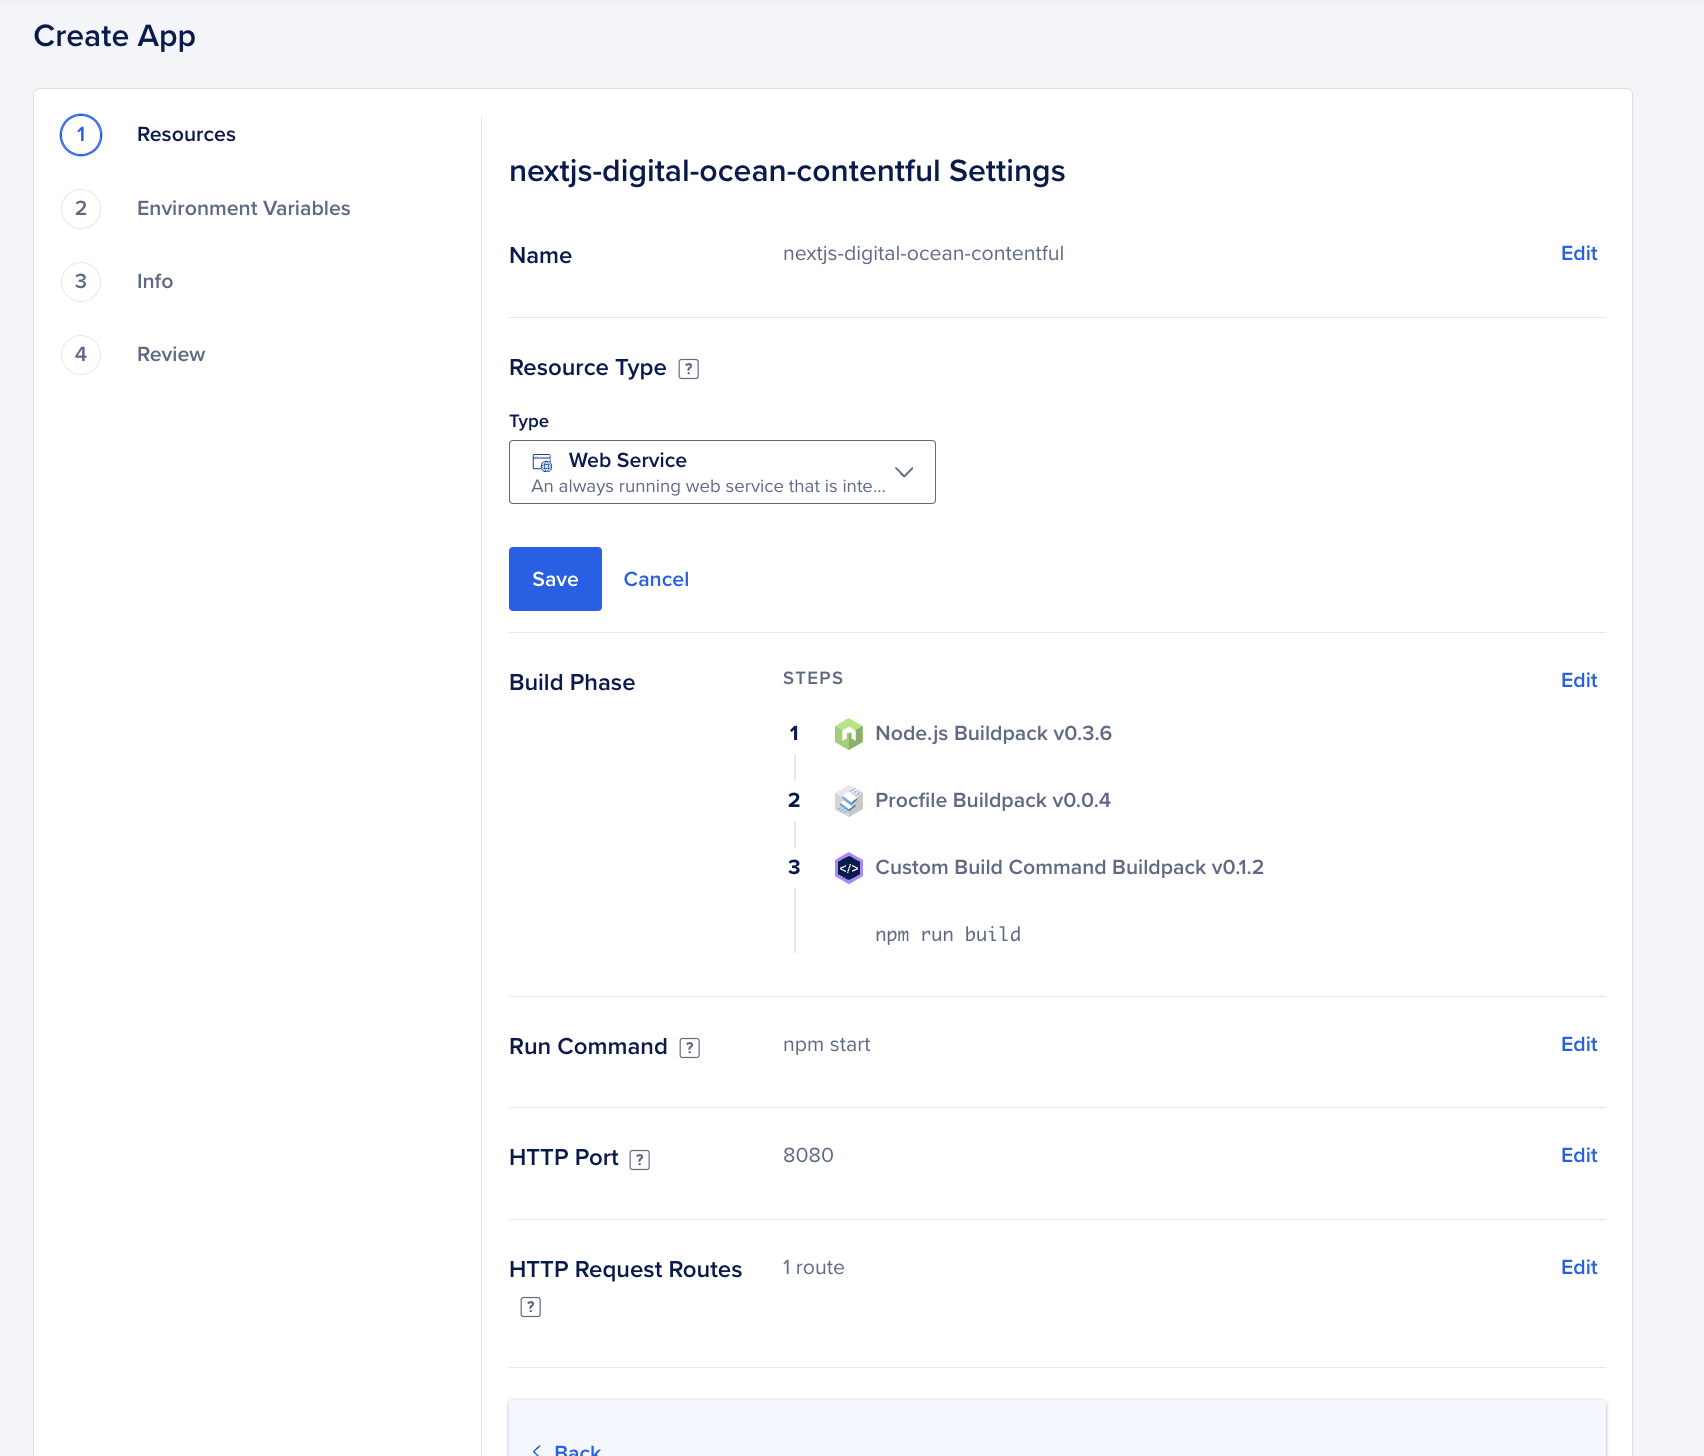 Create App
1 Resources
2 Environment Variables
3 Info
4 Review
nextjs-digital-ocean-contentful Settings
Name nextjs-digital-ocean-contentful Edit
Resource Type ?
Type
Web Service
An always running web service that is inte...
Save Cancel
Build Phase STEPS Edit
1 Node.js Buildpack v0.3.6
2 Procfile Buildpack v0.0.4
3 </> Custom Build Command Buildpack v0.1.2
npm run build
Run Command ? npm start Edit
HTTP Port ? 8080 Edit
HTTP Request Routes 1 route Edit
?
< Back